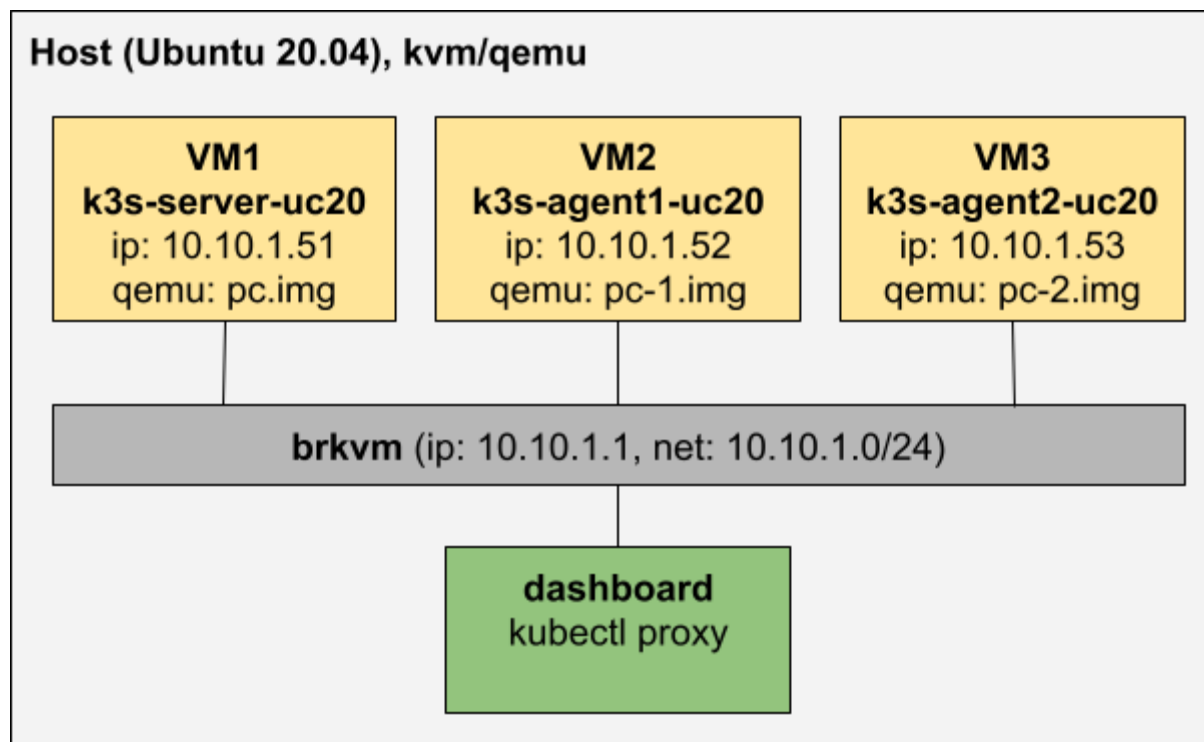 Host (Ubuntu 20.04), kvm/qemu
VM1
k3s-server-uc20
ip: 10.10.1.51
qemu: pc.img
VM2
k3s-agent1-uc20
ip: 10.10.1.52
qemu: pc-1.img
VM3
k3s-agent2-uc20
ip: 10.10.1.53
qemu: pc-2.img
brkvm (ip: 10.10.1.1, net: 10.10.1.0/24)
dashboard
kubectl proxy